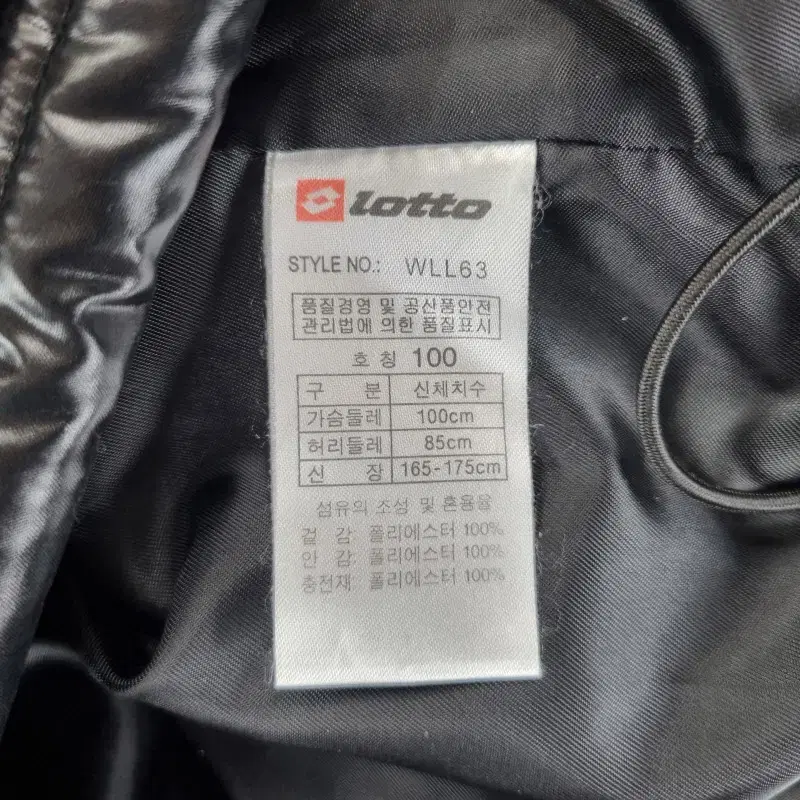 lotto
STYLE NO.: WLL63
품질경영 및 공산품안전
관리법에 의한 품질표시
호 칭 100
구 분 신체치수
가슴둘레 100cm
허리둘레 85cm
신 장 165-175cm
섬유의 조성 및 혼용율
겉 감: 폴리에스터 100%
안 감: 폴리에스터 100%
충전재: 폴리에스터 100%